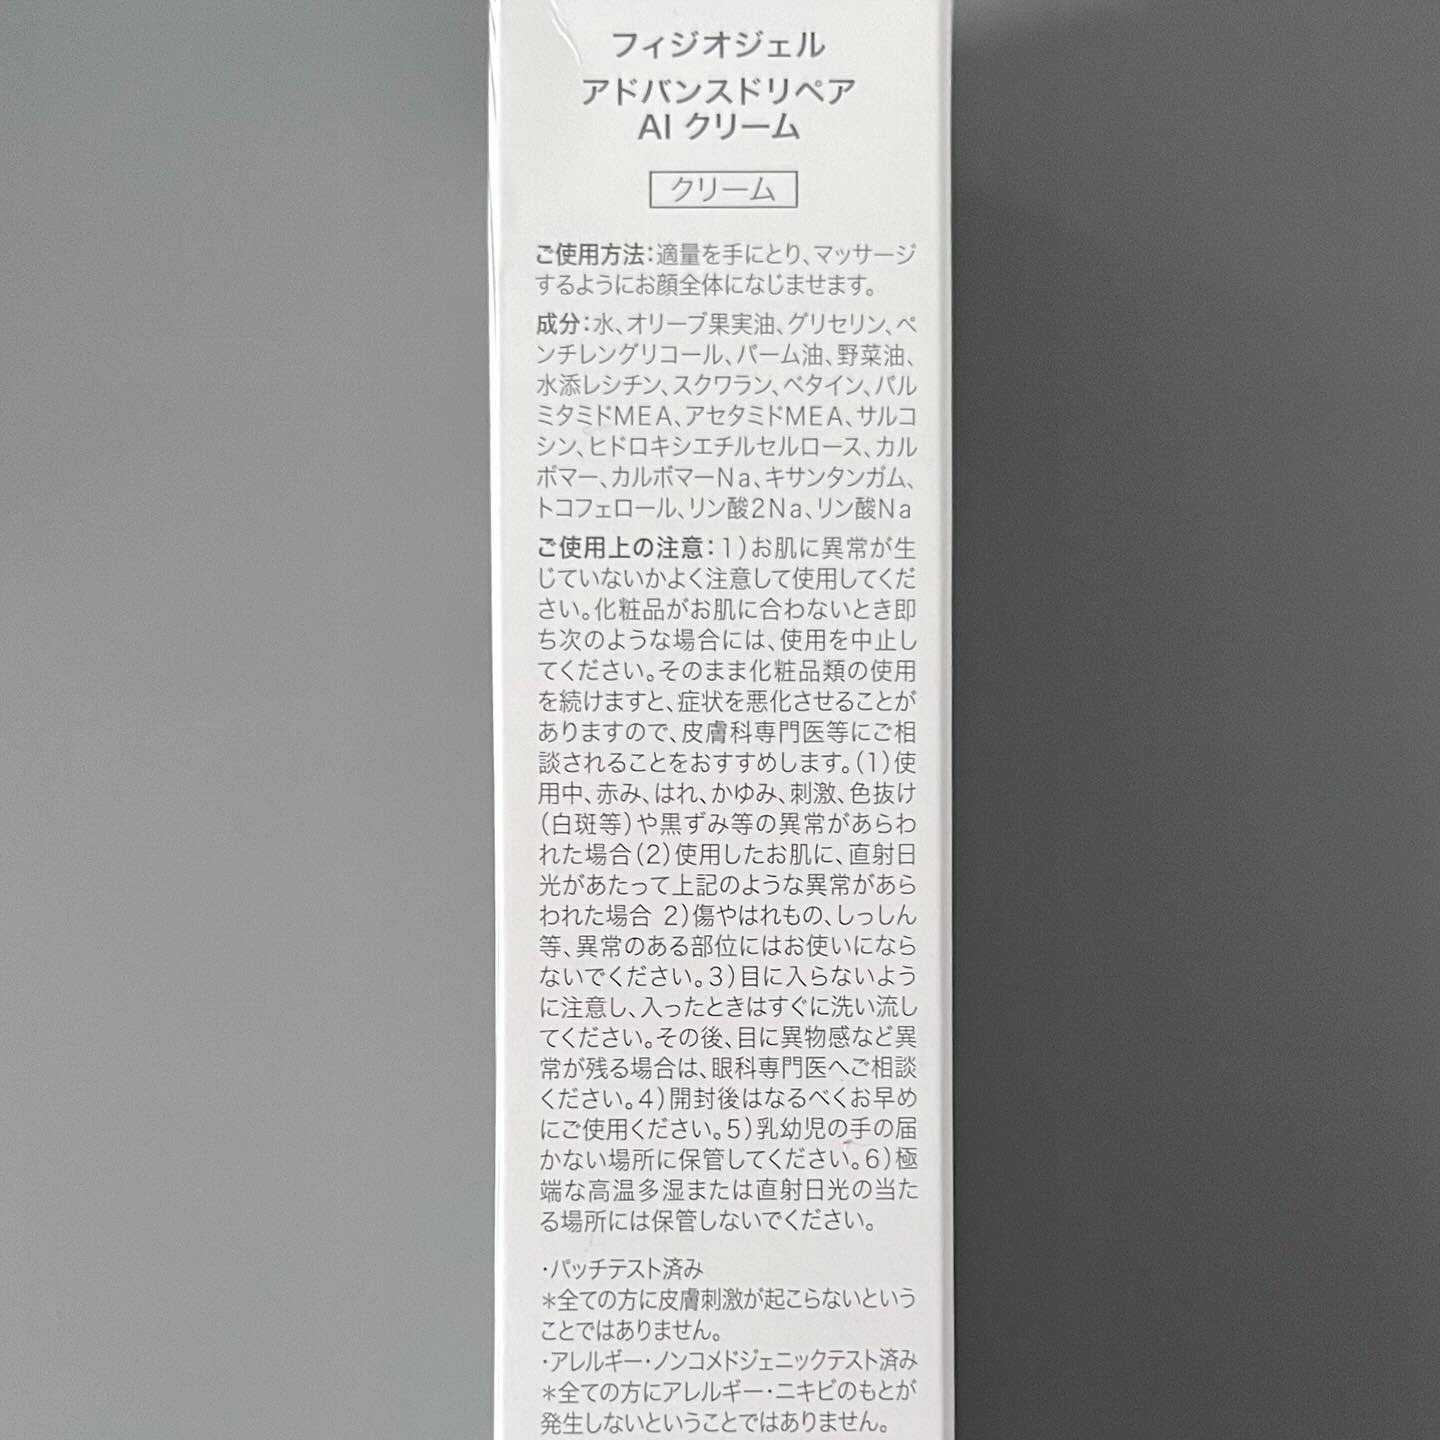 フィジオジェル
アドバンスドリペア
AI クリーム
クリーム
ご使用方法:適量を手にとり、マッサージ
するようにお顔全体になじませます。
成分:水、オリーブ果実油、グリセリン、ペ
ンチレングリコール、パーム油、野菜油、
水添レシチン、スクワラン、ベタイン、パル
ミタミドMEA、アセタミドMEA、サルコ
シン、ヒドロキシエチルセルロース、カル
ボマー、カルボマーNa、キサンタンガム、
トコフェロール、リン酸2Na、リン酸Na
ご使用上の注意:1)お肌に異常が生
じていないかよく注意して使用してくだ
さい。化粧品がお肌に合わないとき即
ち次のような場合には、使用を中止し
てください。そのまま化粧品類の使用
を続けますと、症状を悪化させることが
ありますので、皮膚科専門医等にご相
談されることをおすすめします。(1)使
用中、赤み、はれ、かゆみ、刺激、色抜け
(白斑等)や黒ずみ等の異常があらわ
れた場合(2)使用したお肌に、直射日
光があたって上記のような異常があら
われた場合 2)傷やはれもの、しっしん
等、異常のある部位にはお使いになら
ないでください。3)目に入らないよう
に注意し、入ったときはすぐに洗い流し
てください。その後、目に異物感など異
常が残る場合は、眼科専門医へご相談
ください。4)開封後はなるべくお早め
にご使用ください。5)乳幼児の手の届
かない場所に保管してください。6)極
端な高温多湿または直射日光の当た
る場所には保管しないでください。
・パッチテスト済み
*全ての方に皮膚刺激が起こらないという
ことではありません。
・アレルギー・ノンコメドジェニックテスト済み
*全ての方にアレルギー・ニキビのもとが
発生しないということではありません。